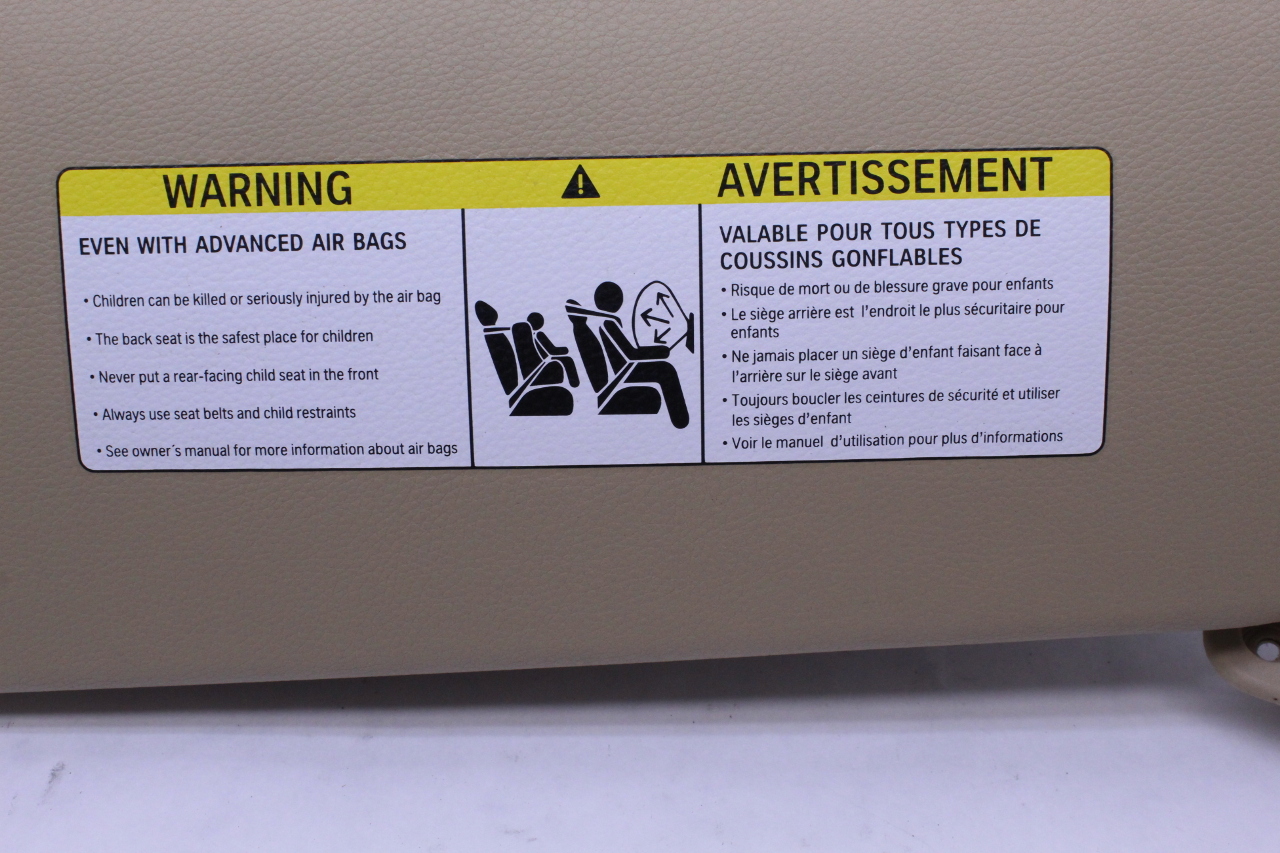 WARNING
EVEN WITH ADVANCED AIR BAGS
• Children can be killed or seriously injured by the air bag
• The back seat is the safest place for children
• Never put a rear-facing child seat in the front
• Always use seat belts and child restraints
• See owner´s manual for more information about air bags
AVERTISSEMENT
VALABLE POUR TOUS TYPES DE
COUSSINS GONFLABLES
• Risque de mort ou de blessure grave pour enfants
• Le siège arrière est l'endroit le plus sécuritaire pour
enfants
• Ne jamais placer un siège d'enfant faisant face à
l'arrière sur le siège avant
• Toujours boucler les ceintures de sécurité et utiliser
les sièges d'enfant
• Voir le manuel d'utilisation pour plus d'informations